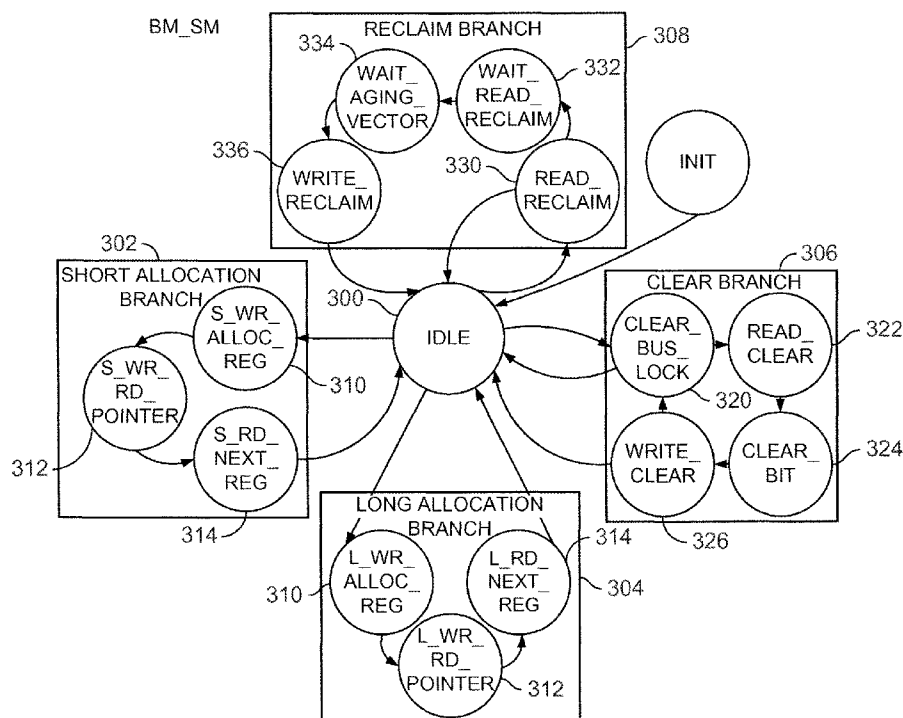 BM_SM
RECLAIM BRANCH
308
334
WAIT_
AGING_
VECTOR
WAIT_
READ_
RECLAIM
332
336
WRITE_
RECLAIM
330
READ_
RECLAIM
INIT
302
SHORT ALLOCATION
BRANCH
S_WR_
ALLOC_
REG
310
S_WR_
RD_
POINTER
312
S_RD_
NEXT_
REG
314
300
IDLE
306
CLEAR BRANCH
CLEAR_
BUS_
LOCK
320
READ_
CLEAR
322
WRITE_
CLEAR
326
CLEAR_
BIT
324
LONG ALLOCATION
BRANCH
314
304
310
L_WR_
ALLOC_
REG
L_RD_
NEXT_
REG
L_WR_
RD_
POINTER
312